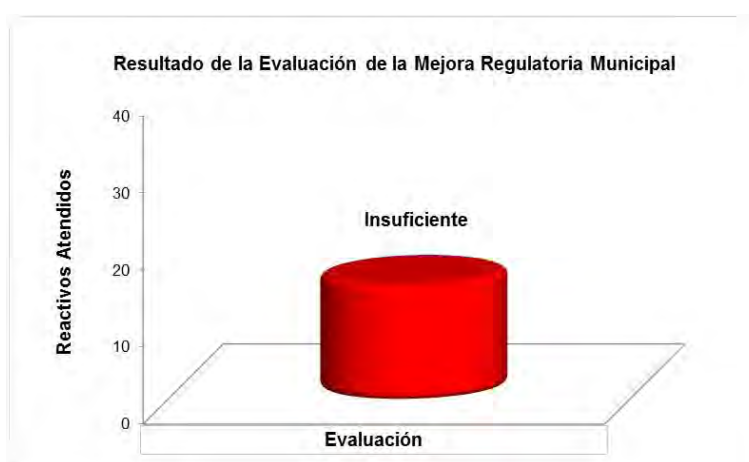 Resultado de la Evaluación de la Mejora Regulatoria Municipal
Reactivos Atendidos
40
30
20
10
0
Insuficiente
Evaluación